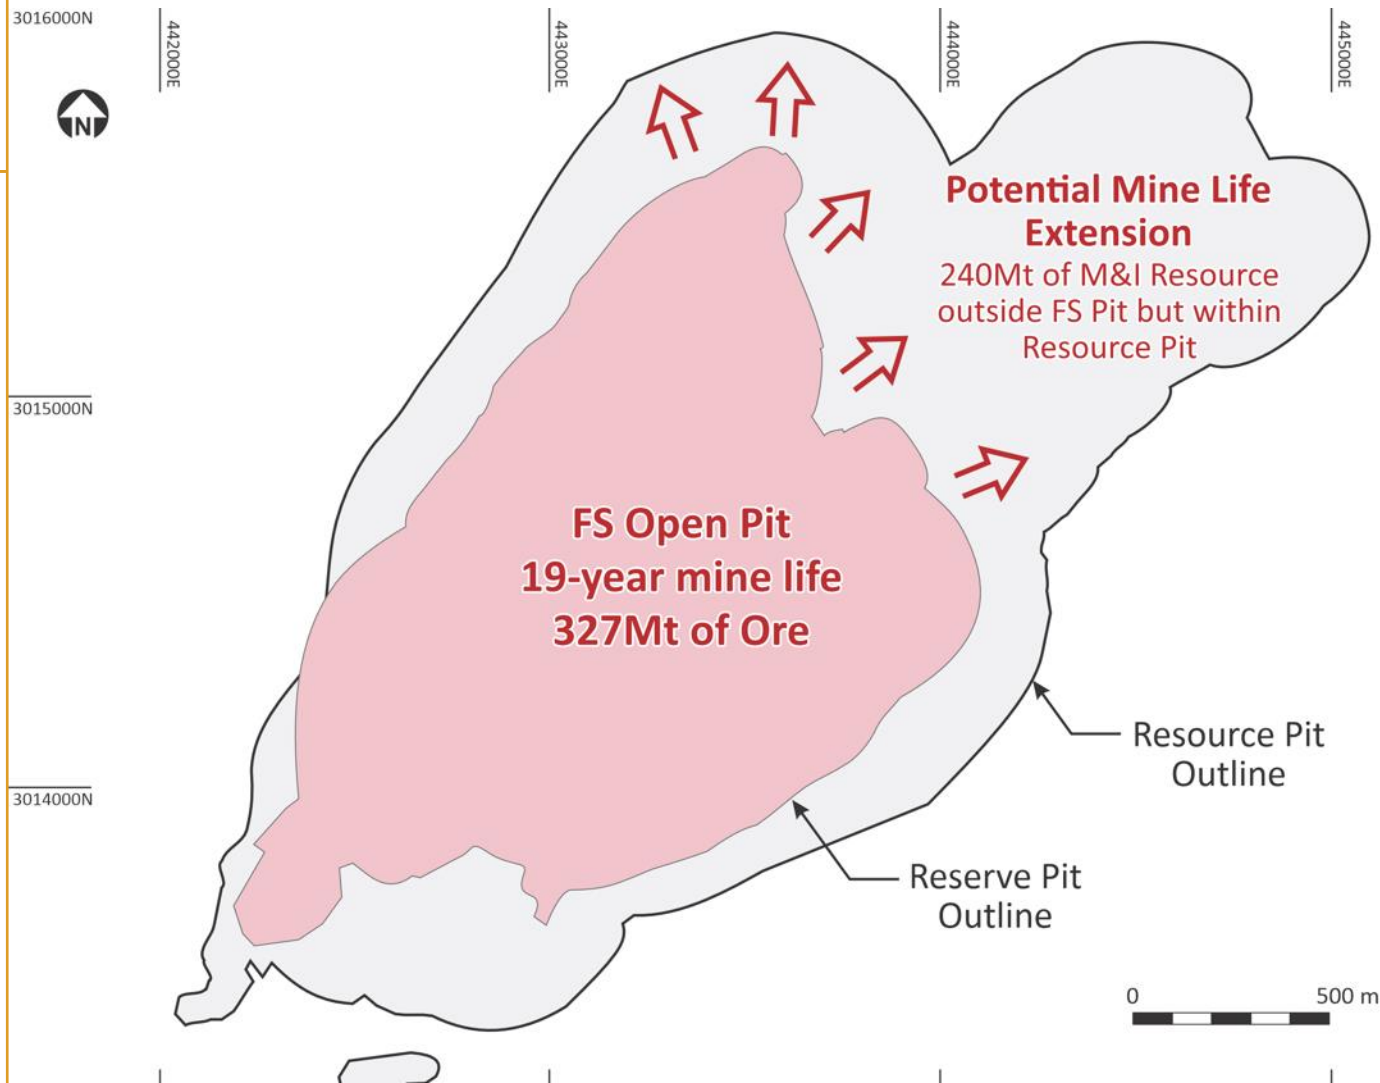 3016000N
442000E
443000E
444000E
445000E
N
Potential Mine Life
Extension
240Mt of M&I Resource
outside FS Pit but within
Resource Pit
3015000N
FS Open Pit
19-year mine life
327Mt of Ore
Resource Pit
Outline
3014000N
Reserve Pit
Outline
0 500 m